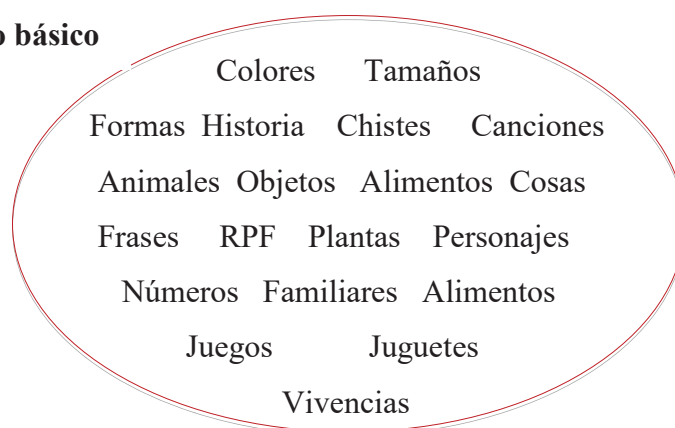 o básico
Colores Tamaños
Formas Historia Chistes Canciones
Animales Objetos Alimentos Cosas
Frases RPF Plantas Personajes
Números Familiares Alimentos
Juegos Juguetes
Vivencias